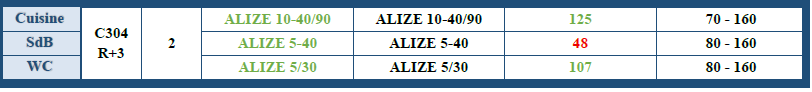 Cuisine C304 R+3 2 ALIZE 10-40/90 ALIZE 10-40/90 125 70 - 160
SdB ALIZE 5-40 ALIZE 5-40 48 80 - 160
WC ALIZE 5/30 ALIZE 5/30 107 80 - 160